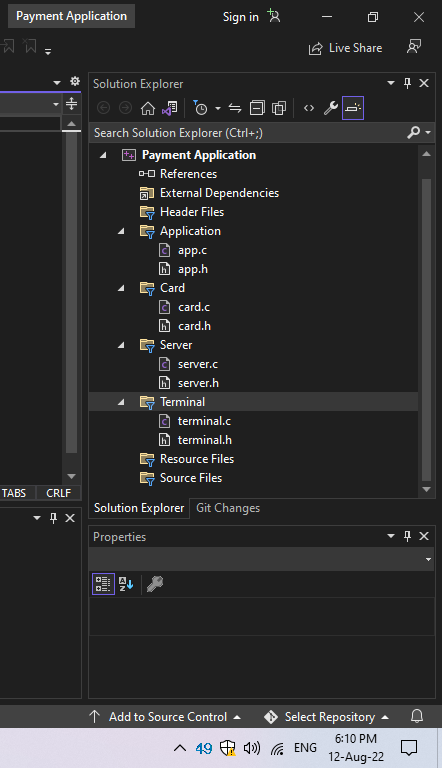 Payment Application
Sign in
Live Share
Solution Explorer
Search Solution Explorer (Ctrl+;)
Payment Application
References
External Dependencies
Header Files
Application
app.c
app.h
Card
card.c
card.h
Server
server.c
server.h
Terminal
terminal.c
terminal.h
Resource Files
Source Files
TABS CRLF
Solution Explorer Git Changes
Properties
Add to Source Control Select Repository
49 ENG 6:10 PM
12-Aug-22